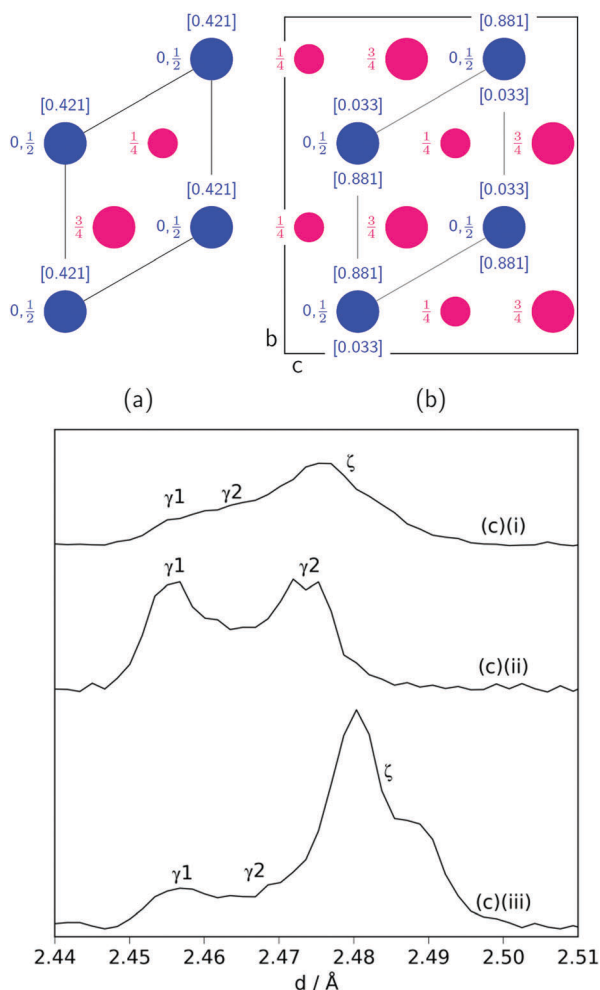 [0.421]
0,1/2
[0.421]
0,1/2
1/4
[0.421]
3/4
0,1/2
[0.421]
0,1/2
(a)
[0.881]
1/4
3/4
0,1/2
[0.033]
[0.033]
0,1/2
1/4
3/4
[0.881]
[0.033]
1/4
3/4
0,1/2
[0.881]
[0.881]
0,1/2
1/4
3/4
[0.033]
b
c
(b)
γ1
γ2
ζ
(c)(i)
γ1
γ2
(c)(ii)
ζ
γ1
γ2
(c)(iii)
2.44 2.45 2.46 2.47 2.48 2.49 2.50 2.51
d / Å